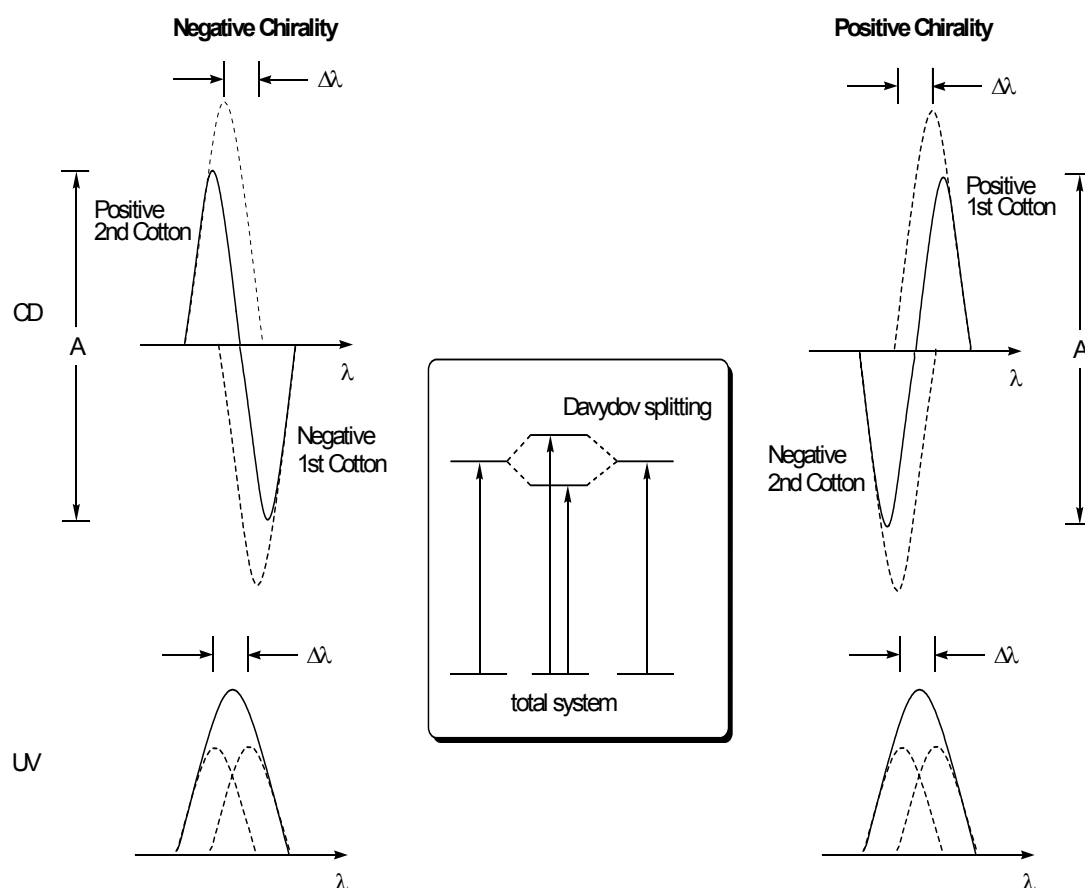 Negative Chirality
Positive Chirality
Δλ
Δλ
Positive
2nd Cotton
Positive
1st Cotton
CD
A
A
λ
λ
Davydov splitting
Negative
1st Cotton
Negative
2nd Cotton
total system
Δλ
Δλ
UV
λ
λ